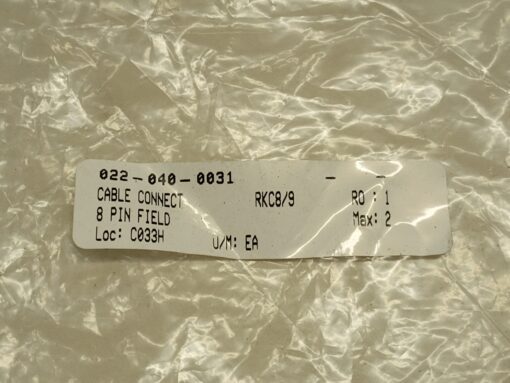 022-040-0031 - -
CABLE CONNECT RKC8/9 RO : 1
8 PIN FIELD Max: 2
Loc: C033H U/M: EA